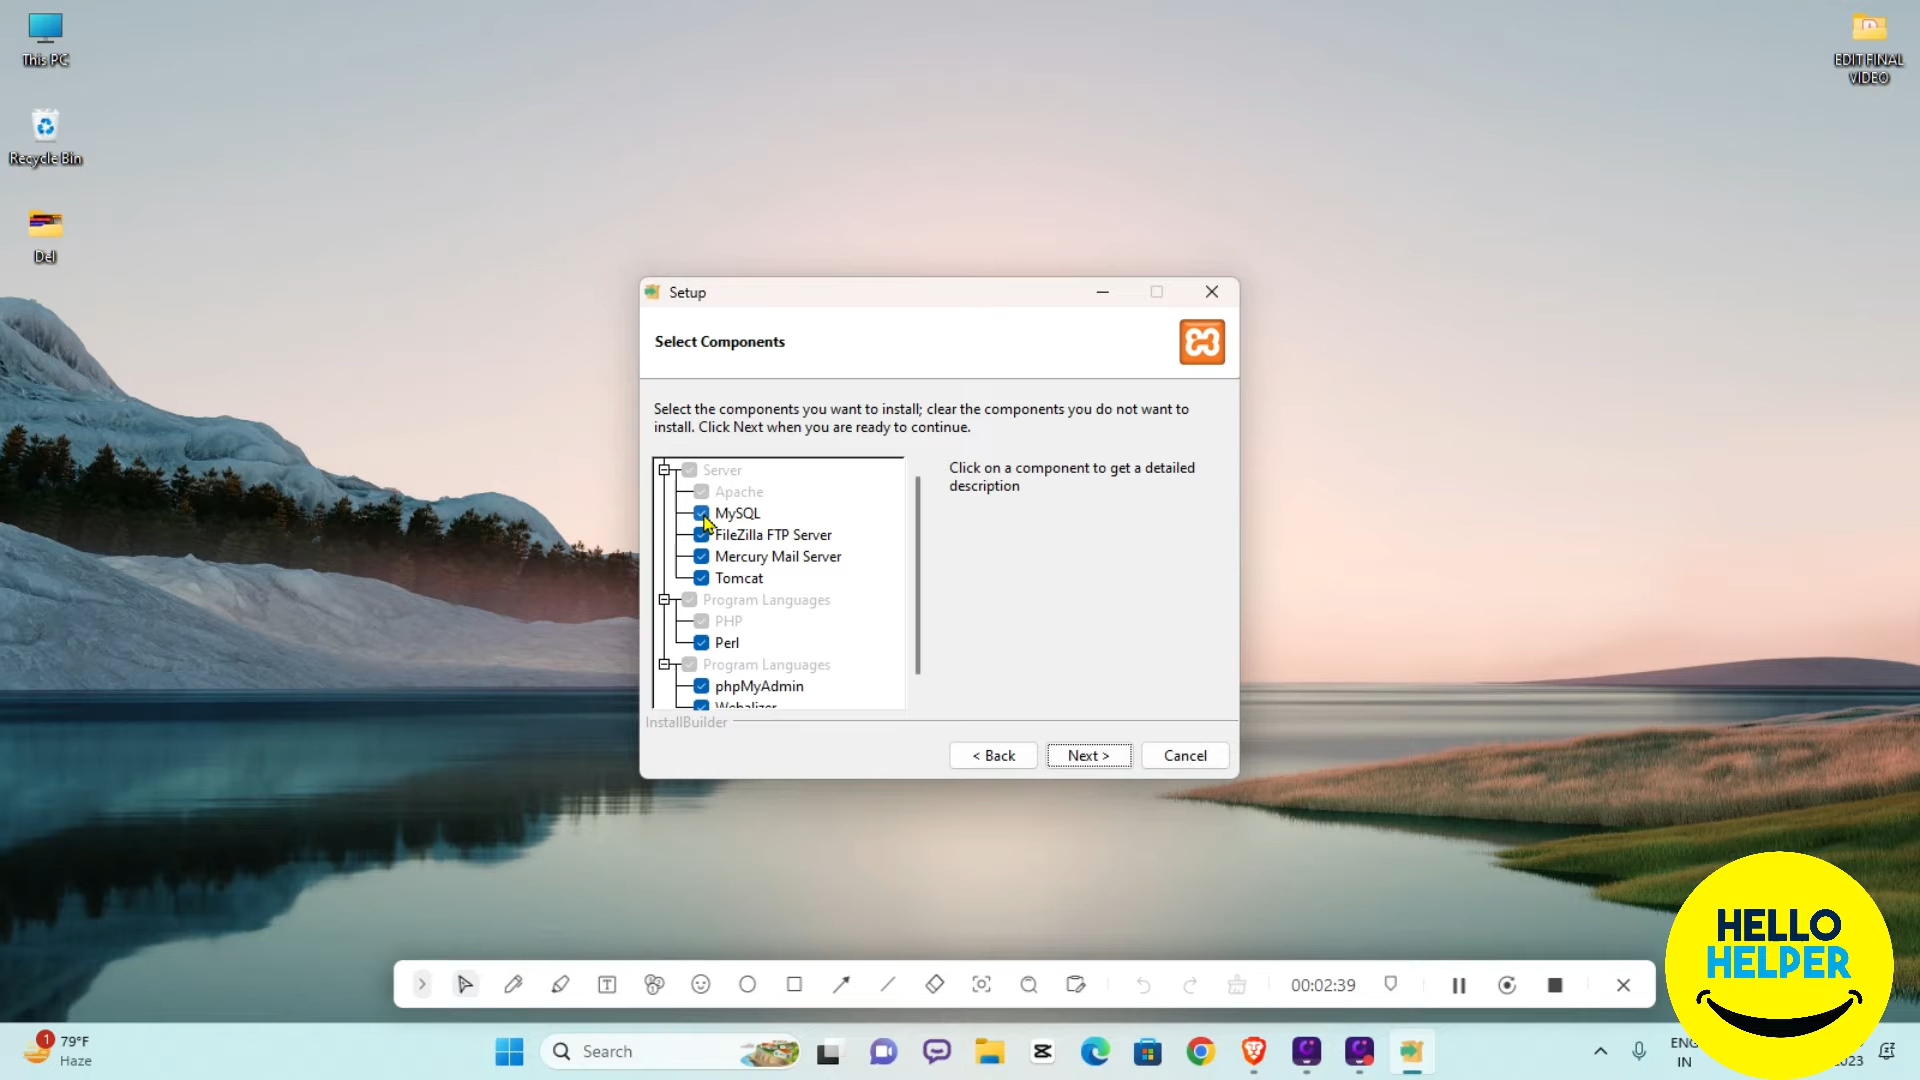 This PC
Recycle Bin
Del
EDIT FINAL
VIDEO
Setup
Select Components
Select the components you want to install; clear the components you do not want to
install. Click Next when you are ready to continue.
Server
Apache
MySQL
FileZilla FTP Server
Mercury Mail Server
Tomcat
Program Languages
PHP
Perl
Program Languages
phpMyAdmin
Webalizer
Click on a component to get a detailed
description
InstallBuilder
< Back
Next >
Cancel
00:02:39
HELLO
HELPER
1
79°F
Haze
Search
ENG
IN
2023